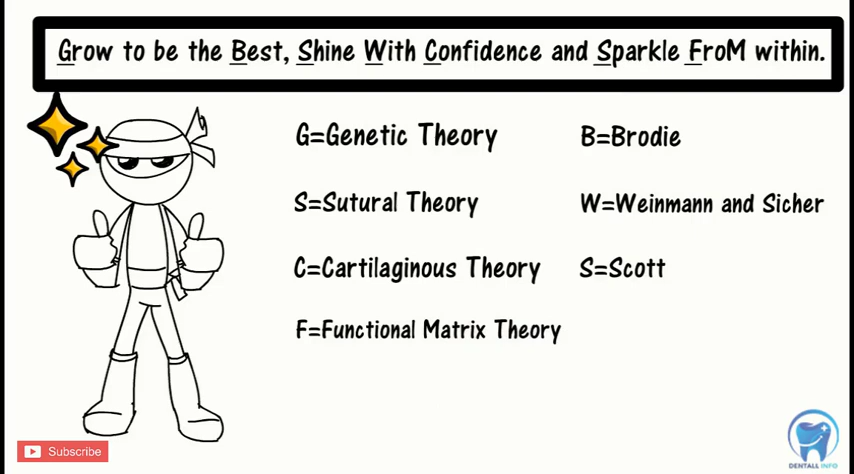 Grow to be the Best, Shine With Confidence and Sparkle FroM within.
G=Genetic Theory
B=Brodie
S=Sutural Theory
W=Weinmann and Sicher
C=Cartilaginous Theory
S=Scott
F=Functional Matrix Theory
Subscribe
DENTALL INFO